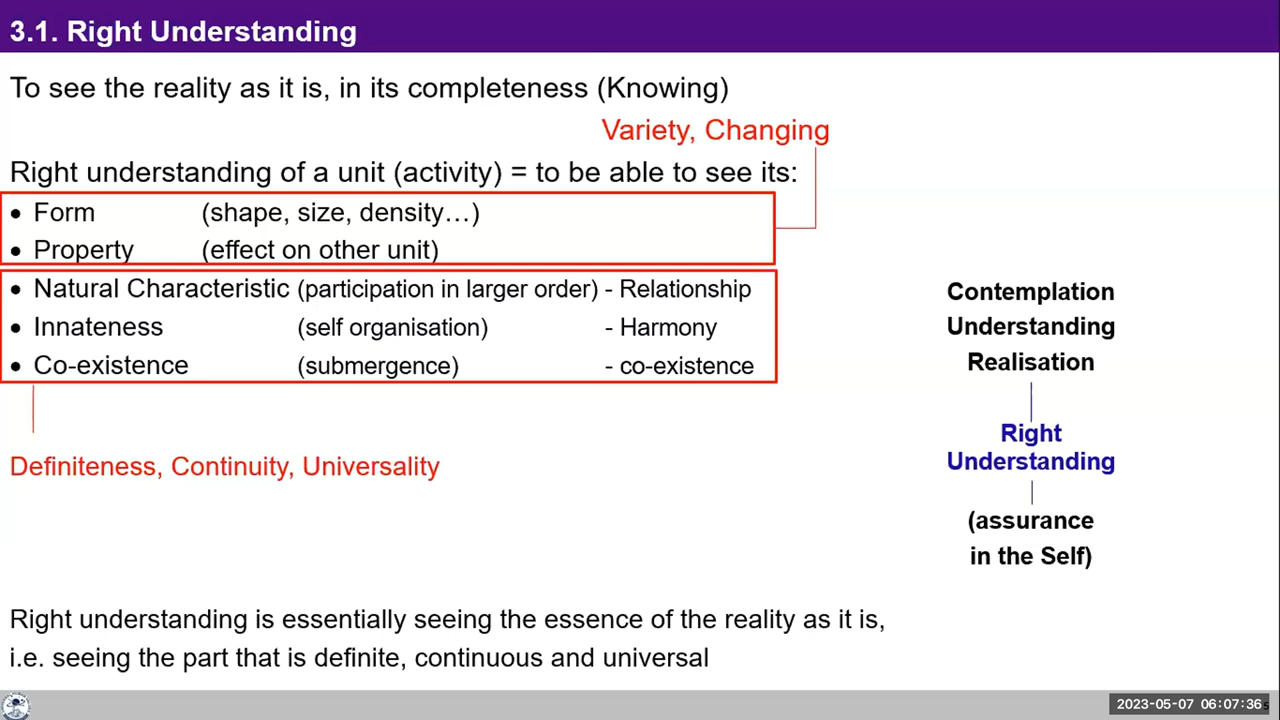 3.1. Right Understanding
To see the reality as it is, in its completeness (Knowing)
Variety, Changing
Right understanding of a unit (activity) = to be able to see its:
• Form (shape, size, density…)
• Property (effect on other unit)
• Natural Characteristic (participation in larger order) - Relationship
• Innateness (self organisation) - Harmony
• Co-existence (submergence) - co-existence
Definiteness, Continuity, Universality
Contemplation
Understanding
Realisation
Right
Understanding
(assurance
in the Self)
Right understanding is essentially seeing the essence of the reality as it is,
i.e. seeing the part that is definite, continuous and universal
2023-05-07 06:07:36